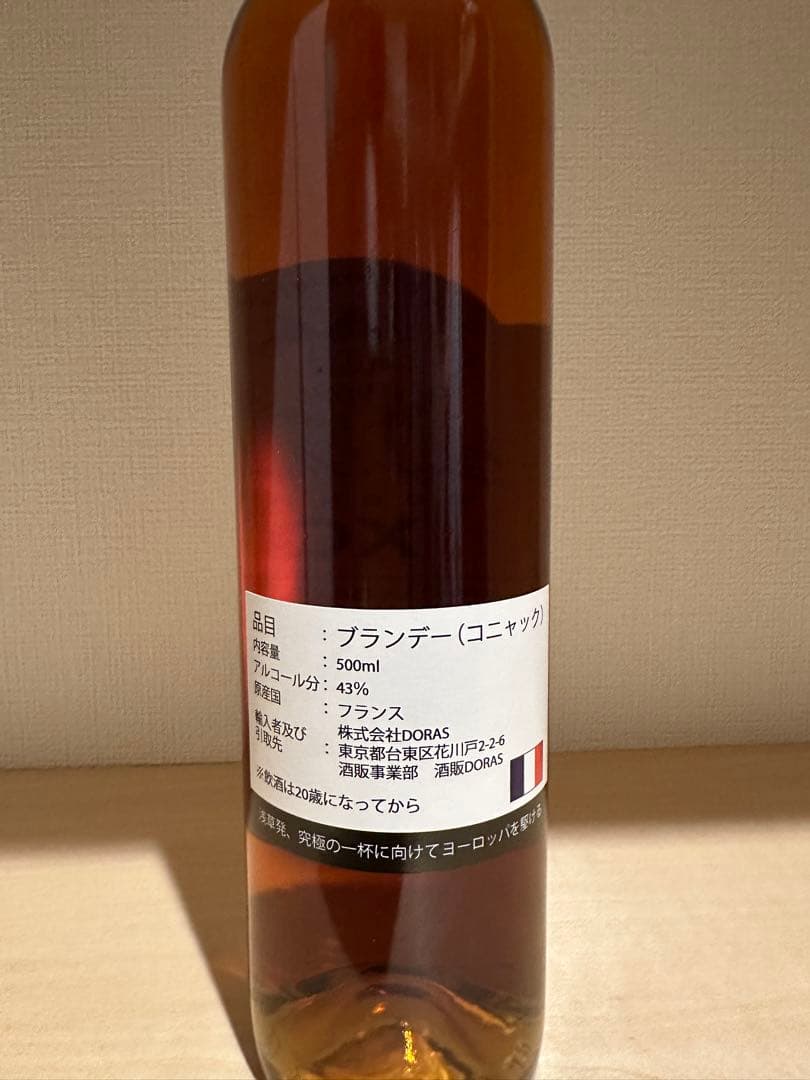 品目 : ブランデー(コニャック)
内容量 : 500ml
アルコール分 : 43%
原産国 : フランス
輸入者及び 株式会社DORAS
引取先 : 東京都台東区花川戸2-2-6
酒販事業部 酒販DORAS
※飲酒は20歳になってから
浅草発、究極の一杯に向けてヨーロッパを駆ける